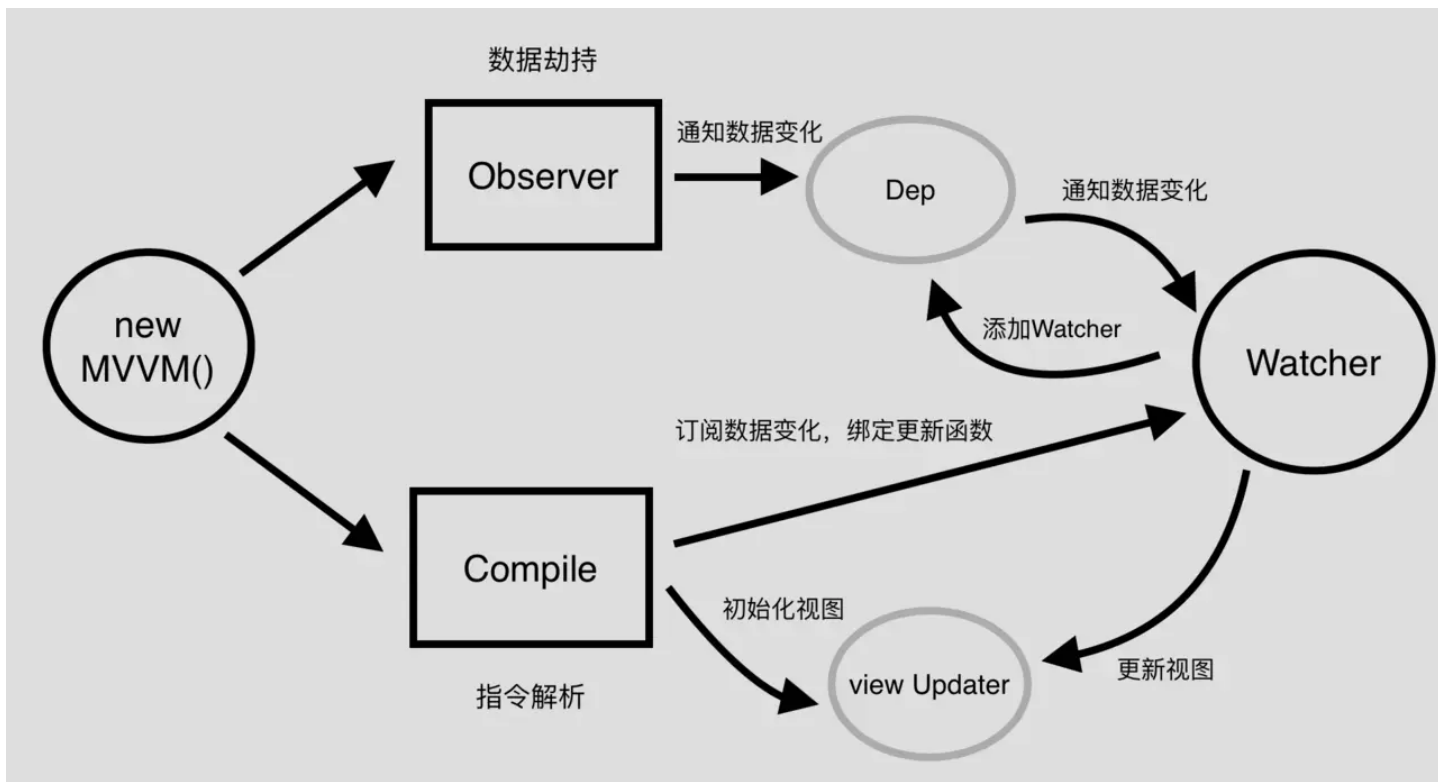 数据劫持
Observer
通知数据变化
Dep
通知数据变化
new
MVVM()
添加Watcher
Watcher
订阅数据变化，绑定更新函数
Compile
初始化视图
view Updater
更新视图
指令解析